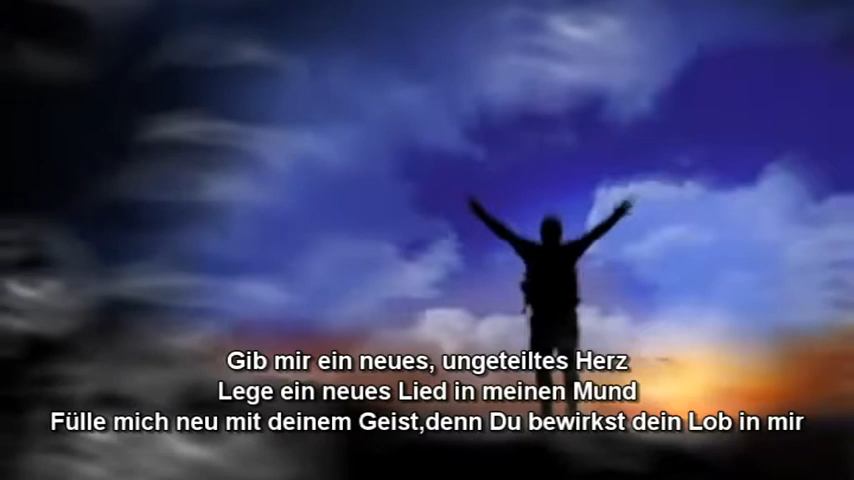 Gib mir ein neues, ungeteiltes Herz
Lege ein neues Lied in meinen Mund
Fülle mich neu mit deinem Geist,denn Du bewirkst dein Lob in mir